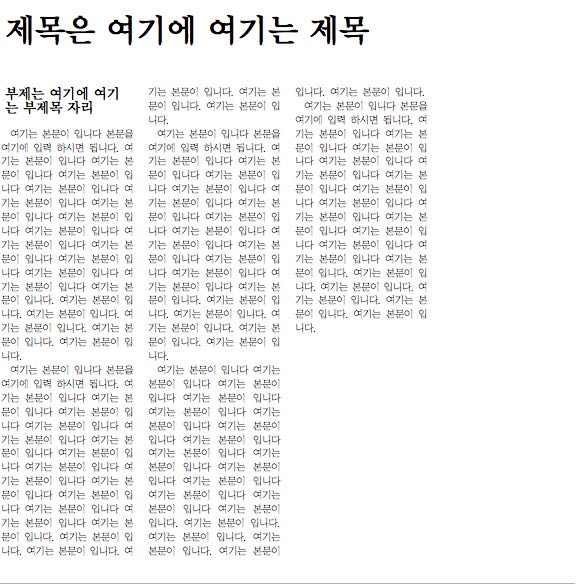 제목은 여기에 여기는 제목
부제는 여기에 여기
는 부제목 자리
여기는 본문이 입니다 본문을
여기에 입력 하시면 됩니다. 여
기는 본문이 입니다 여기는 본
문이 입니다 여기는 본문이 입
니다 여기는 본문이 입니다 여
기는 본문이 입니다 여기는 본
문이 입니다 여기는 본문이 입
니다 여기는 본문이 입니다 여
기는 본문이 입니다 여기는 본
문이 입니다 여기는 본문이 입
니다 여기는 본문이 입니다 여
기는 본문이 입니다. 여기는 본
문이 입니다. 여기는 본문이 입
니다. 여기는 본문이 입니다. 여
기는 본문이 입니다. 여기는 본
문이 입니다. 여기는 본문이 입
니다.
여기는 본문이 입니다 본문을
여기에 입력 하시면 됩니다. 여
기는 본문이 입니다 여기는 본
문이 입니다 여기는 본문이 입
니다 여기는 본문이 입니다 여
기는 본문이 입니다 여기는 본
문이 입니다 여기는 본문이 입
니다 여기는 본문이 입니다 여
기는 본문이 입니다 여기는 본
문이 입니다 여기는 본문이 입
니다 여기는 본문이 입니다 여
기는 본문이 입니다. 여기는 본
문이 입니다. 여기는 본문이 입
니다. 여기는 본문이 입니다. 여
기는 본문이 입니다. 여기는 본
문이 입니다. 여기는 본문이 입
니다.
여기는 본문이 입니다 본문을
여기에 입력 하시면 됩니다. 여
기는 본문이 입니다 여기는 본
문이 입니다 여기는 본문이 입
니다 여기는 본문이 입니다 여
기는 본문이 입니다 여기는 본
문이 입니다 여기는 본문이 입
니다 여기는 본문이 입니다 여
기는 본문이 입니다 여기는 본
문이 입니다 여기는 본문이 입
니다 여기는 본문이 입니다 여
기는 본문이 입니다. 여기는 본
문이 입니다. 여기는 본문이 입
니다. 여기는 본문이 입니다. 여
기는 본문이 입니다. 여기는 본
문이 입니다. 여기는 본문이 입
니다.
여기는 본문이 입니다 여기는
본문이 입니다 여기는 본문이
입니다 여기는 본문이 입니다
여기는 본문이 입니다 여기는
본문이 입니다 여기는 본문이
입니다 여기는 본문이 입니다
여기는 본문이 입니다 여기는
본문이 입니다 여기는 본문이
입니다 여기는 본문이 입니다
여기는 본문이 입니다 여기는
본문이 입니다 여기는 본문이
입니다. 여기는 본문이 입니다.
여기는 본문이 입니다. 여기는
본문이 입니다. 여기는 본문이
입니다. 여기는 본문이 입니다.
여기는 본문이 입니다 본문을
여기에 입력 하시면 됩니다. 여
기는 본문이 입니다 여기는 본
문이 입니다 여기는 본문이 입
니다 여기는 본문이 입니다 여
기는 본문이 입니다 여기는 본
문이 입니다 여기는 본문이 입
니다 여기는 본문이 입니다 여
기는 본문이 입니다 여기는 본
문이 입니다 여기는 본문이 입
니다 여기는 본문이 입니다 여
기는 본문이 입니다. 여기는 본
문이 입니다. 여기는 본문이 입
니다. 여기는 본문이 입니다. 여
기는 본문이 입니다. 여기는 본
문이 입니다. 여기는 본문이 입
니다.